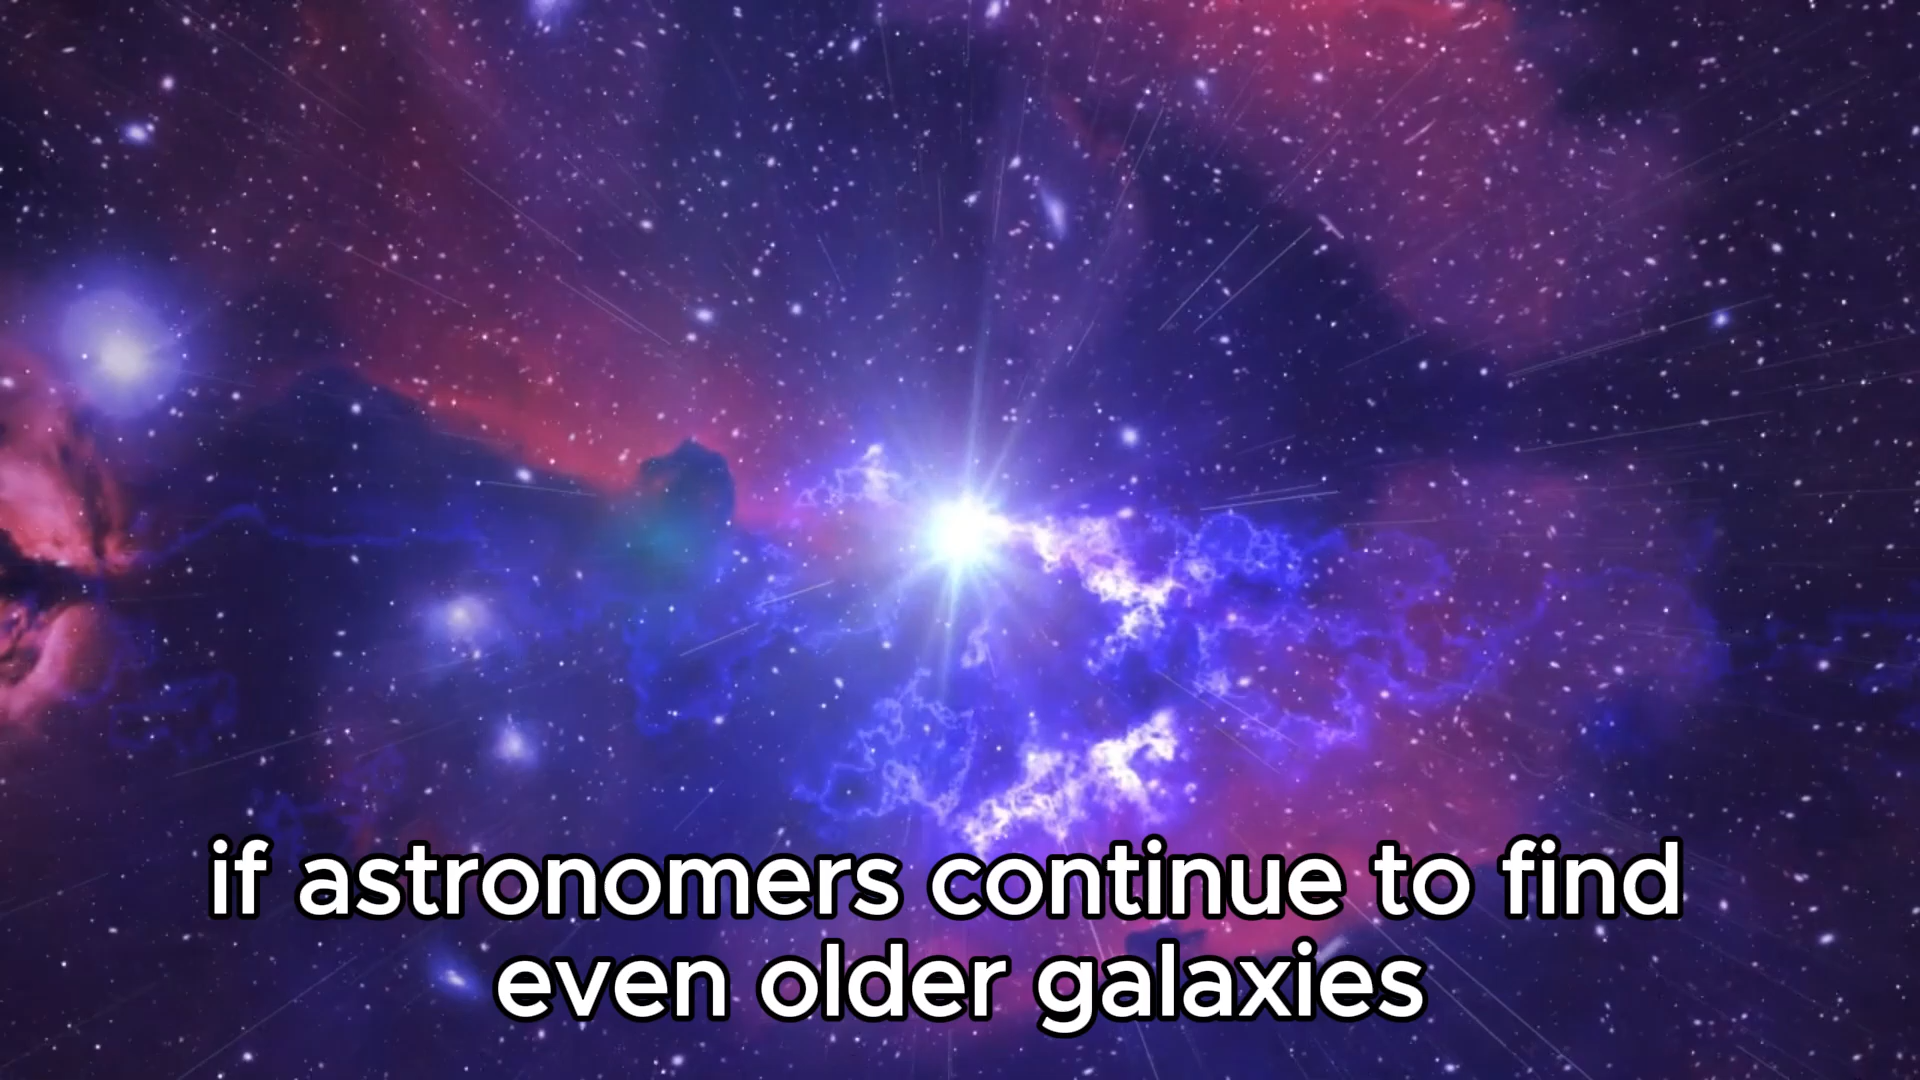 if astronomers continue to find
even older galaxies